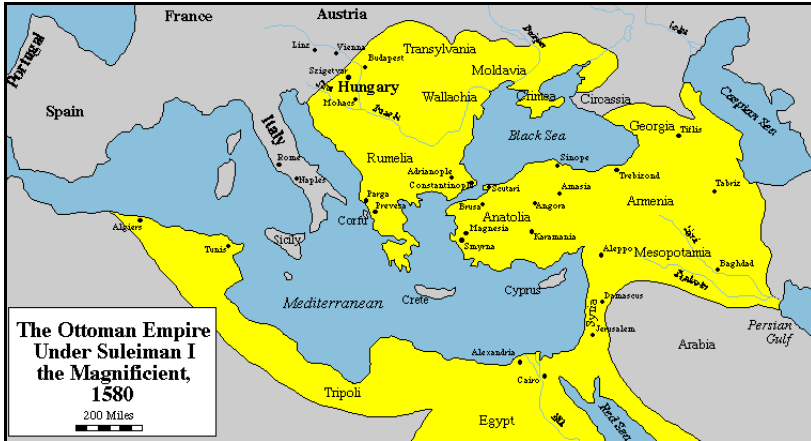 France
Austria
Portugal
Spain
Linz
Vienna
Budapest
Szigetvar
Hungary
Mohacs
Transylvania
Moldavia
Wallachia
Crimea
Circassia
Caspian Sea
Georgia
Tiflis
Black Sea
Italy
Rome
Naples
Rumelia
Adrianople
Constantinople
Scutari
Sinope
Trebizond
Amasia
Tabriz
Parga
Prevesa
Corfu
Brusa
Angora
Anatolia
Armenia
Magnesia
Smyrna
Karamania
Algiers
Tunis
Sicily
Aleppo
Mesopotamia
Baghdad
Mediterranean
Crete
Cyprus
Syria
Damascus
Jerusalem
Persian
Gulf
Arabia
The Ottoman Empire
Under Suleiman I
the Magnificient,
1580
200 Miles
Tripoli
Alexandria
Cairo
Egypt
Red Sea